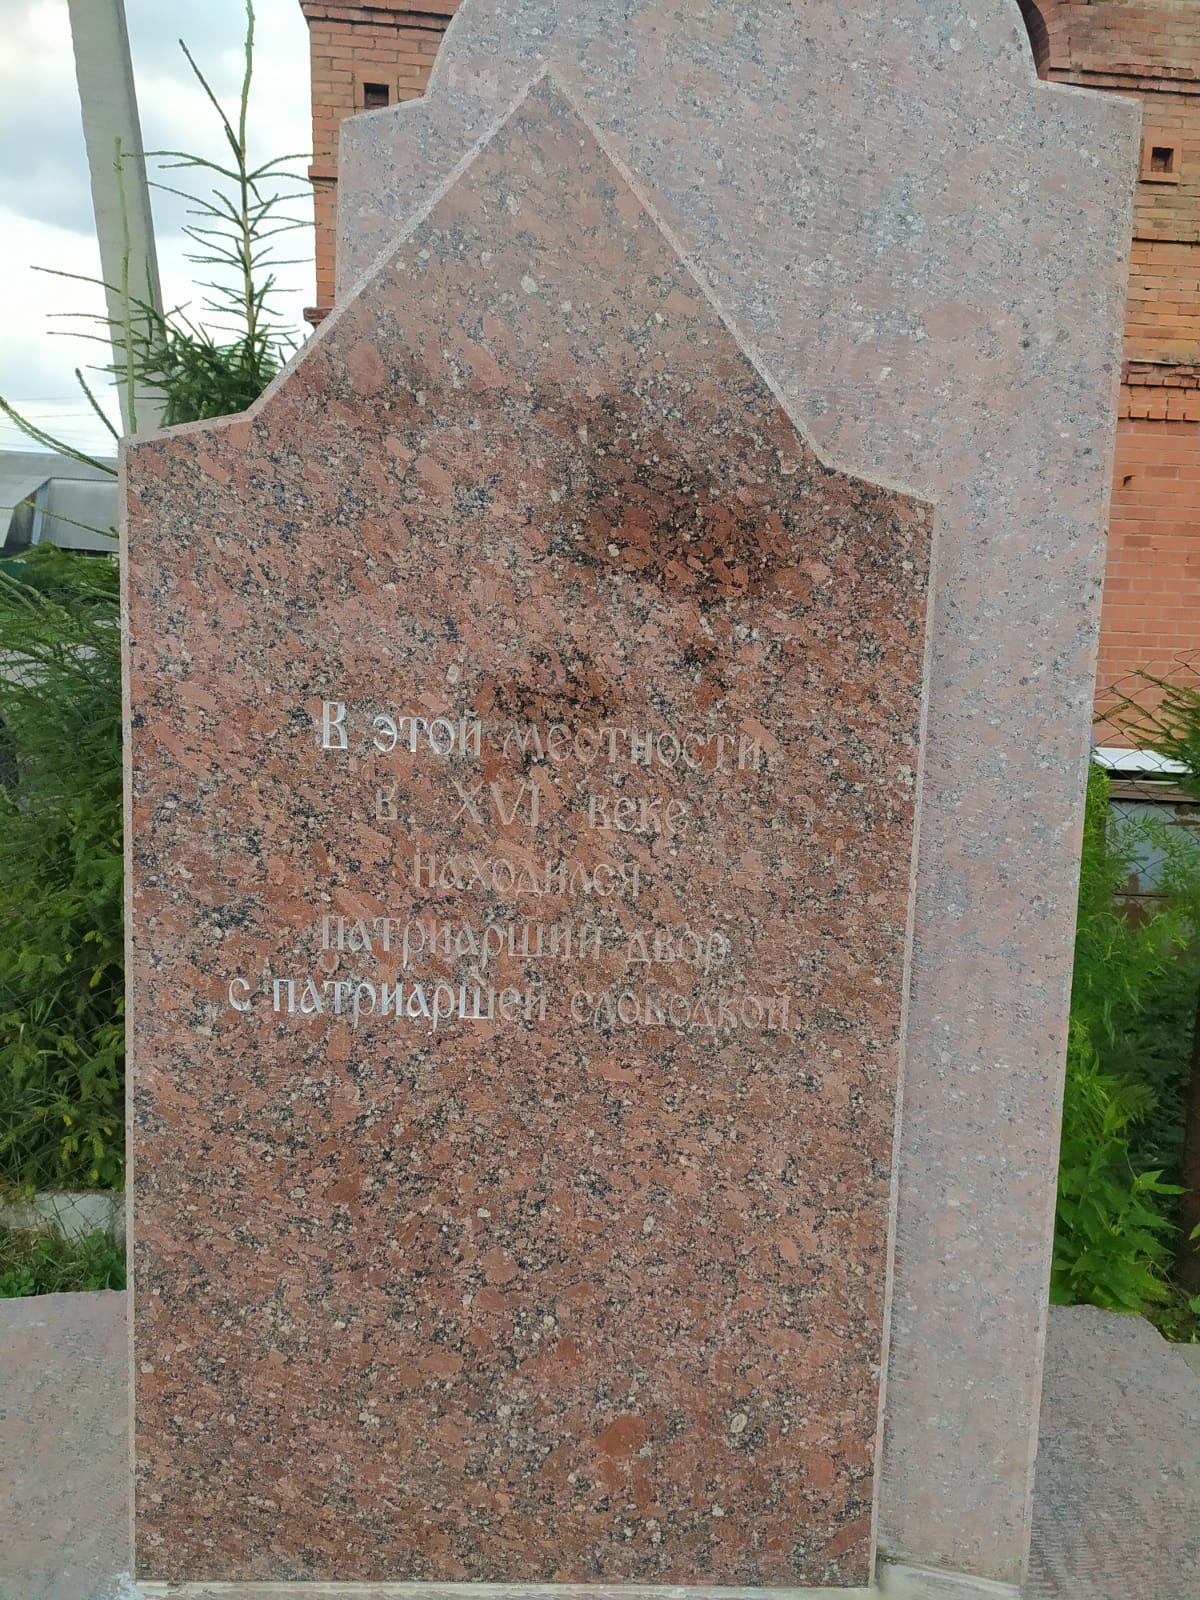 В этой местности
в XVI веке
находился
патриарший двор
с патриаршей слободкой